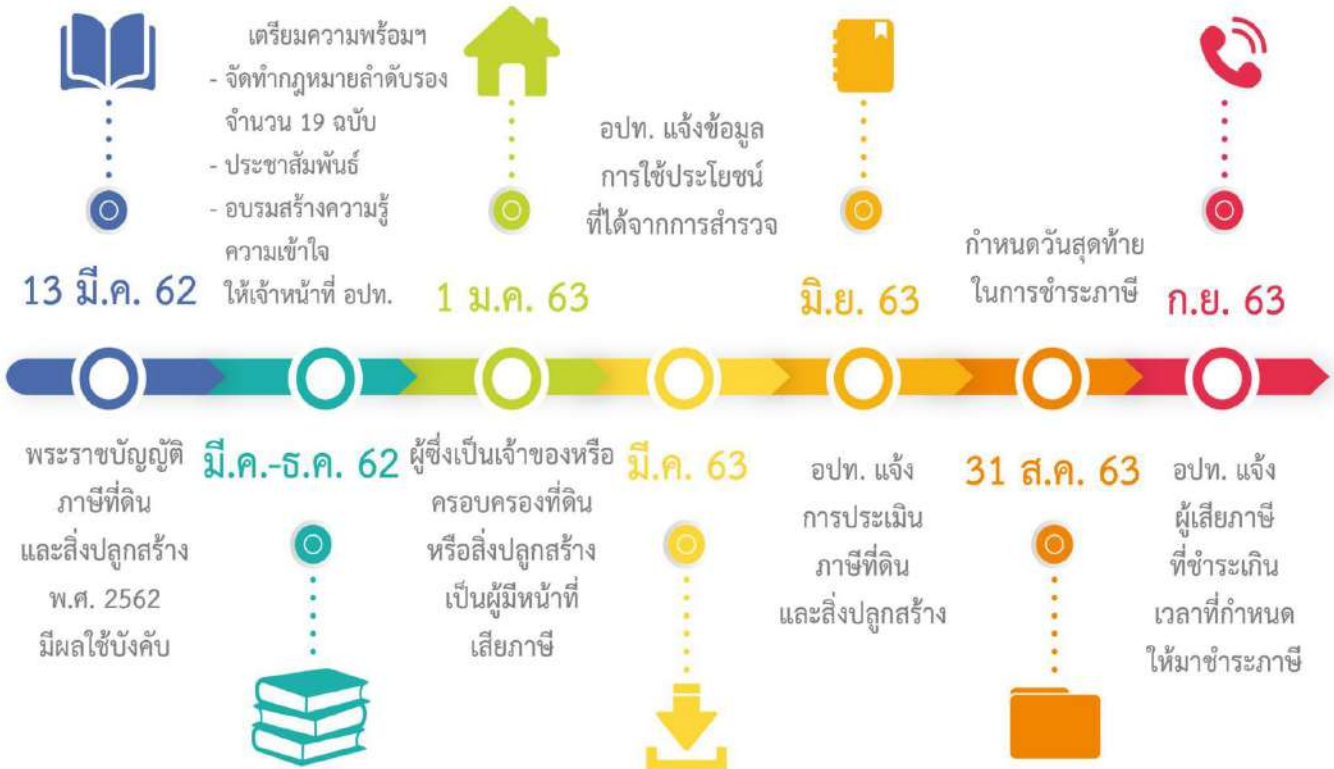 13 มี.ค. 62
พระราชบัญญัติ
ภาษีที่ดิน
และสิ่งปลูกสร้าง
พ.ศ. 2562
มีผลใช้บังคับ
เตรียมความพร้อมฯ
- จัดทำกฎหมายลำดับรอง
จำนวน 19 ฉบับ
- ประชาสัมพันธ์
- อบรมสร้างความรู้
ความเข้าใจ
ให้เจ้าหน้าที่ อปท.
มี.ค.-ธ.ค. 62
1 ม.ค. 63
ผู้ซึ่งเป็นเจ้าของหรือ
ครอบครองที่ดิน
หรือสิ่งปลูกสร้าง
เป็นผู้มีหน้าที่
เสียภาษี
อปท. แจ้งข้อมูล
การใช้ประโยชน์
ที่ได้จากการสำรวจ
มี.ค. 63
มิ.ย. 63
อปท. แจ้ง
การประเมิน
ภาษีที่ดิน
และสิ่งปลูกสร้าง
กำหนดวันสุดท้าย
ในการชำระภาษี
31 ส.ค. 63
ก.ย. 63
อปท. แจ้ง
ผู้เสียภาษี
ที่ชำระเกิน
เวลาที่กำหนด
ให้มาชำระภาษี